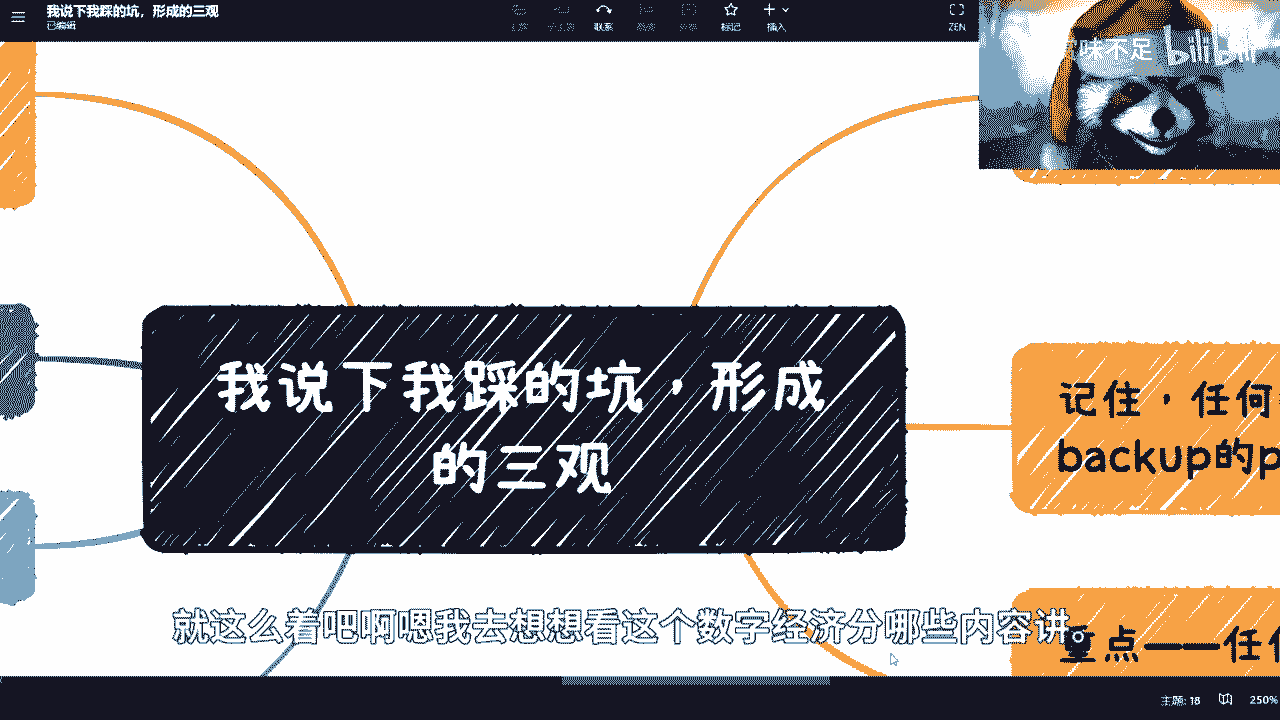 我说下我踩的坑，形成的三观
已编辑
联系
标记
插入
ZEN
味不足 bilibili
我说下我踩的坑，形成
的三观
记住，任何
backup的p
重点——任
就这么着吧啊嗯我去想想看这个数字经济分哪些内容讲。
主题: 18
250%